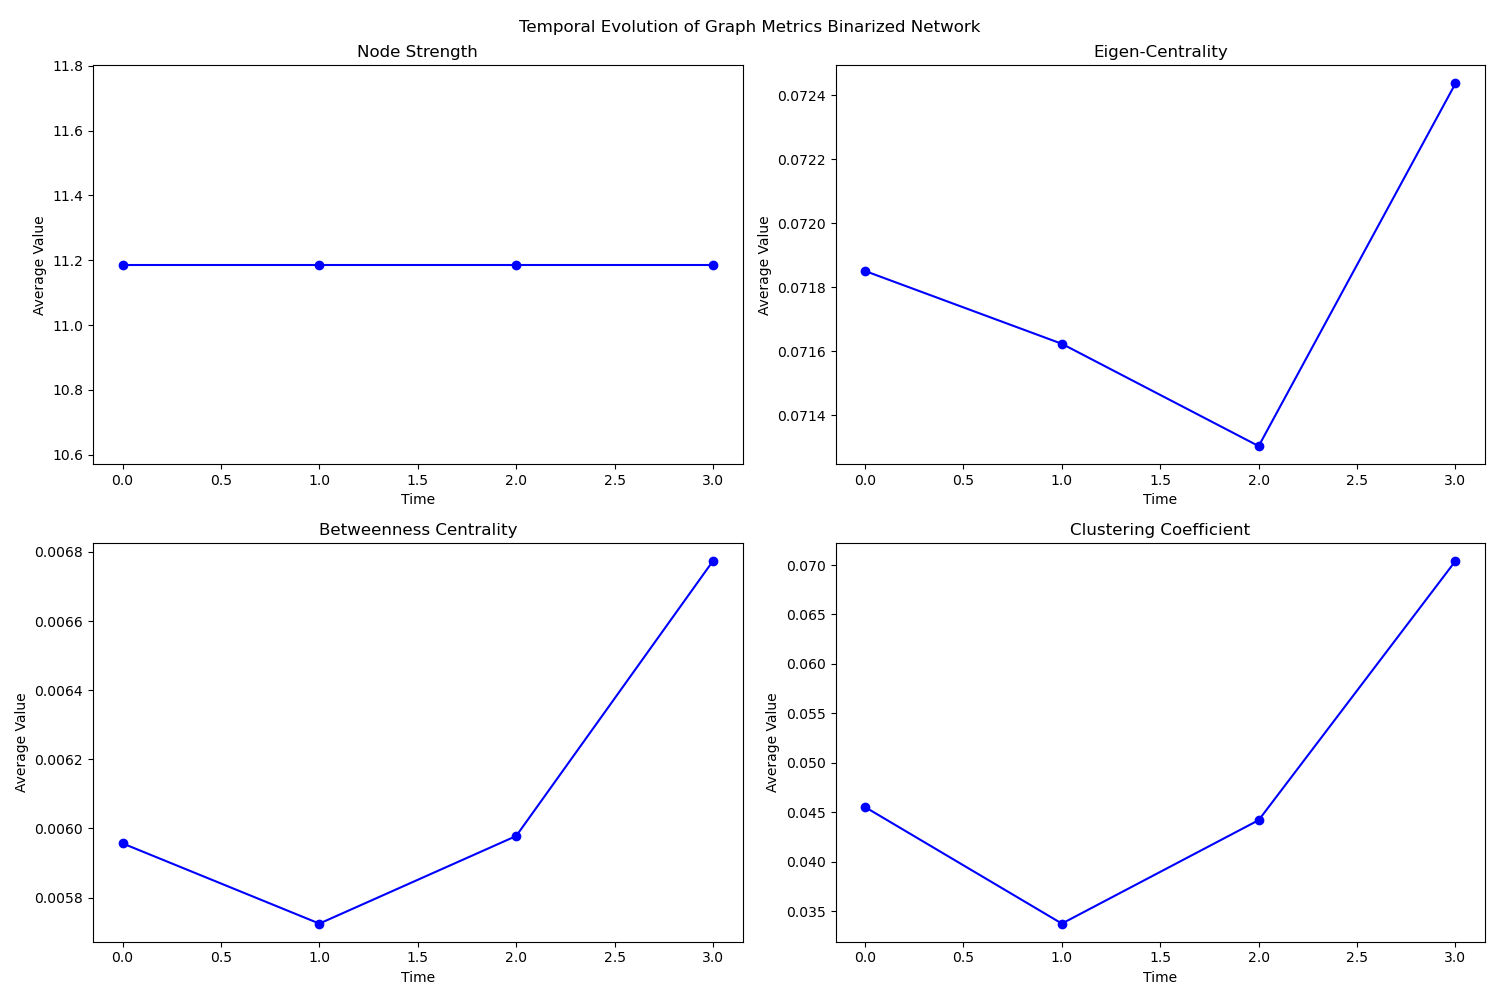 Temporal Evolution of Graph Metrics Binarized Network
Node Strength
11.8
11.6
11.4
11.2
11.0
10.8
10.6
Average Value
0.0 0.5 1.0 1.5 2.0 2.5 3.0
Time
Eigen-Centrality
0.0724
0.0722
0.0720
0.0718
0.0716
0.0714
Average Value
0.0 0.5 1.0 1.5 2.0 2.5 3.0
Time
Betweenness Centrality
0.0068
0.0066
0.0064
0.0062
0.0060
0.0058
Average Value
0.0 0.5 1.0 1.5 2.0 2.5 3.0
Time
Clustering Coefficient
0.070
0.065
0.060
0.055
0.050
0.045
0.040
0.035
Average Value
0.0 0.5 1.0 1.5 2.0 2.5 3.0
Time